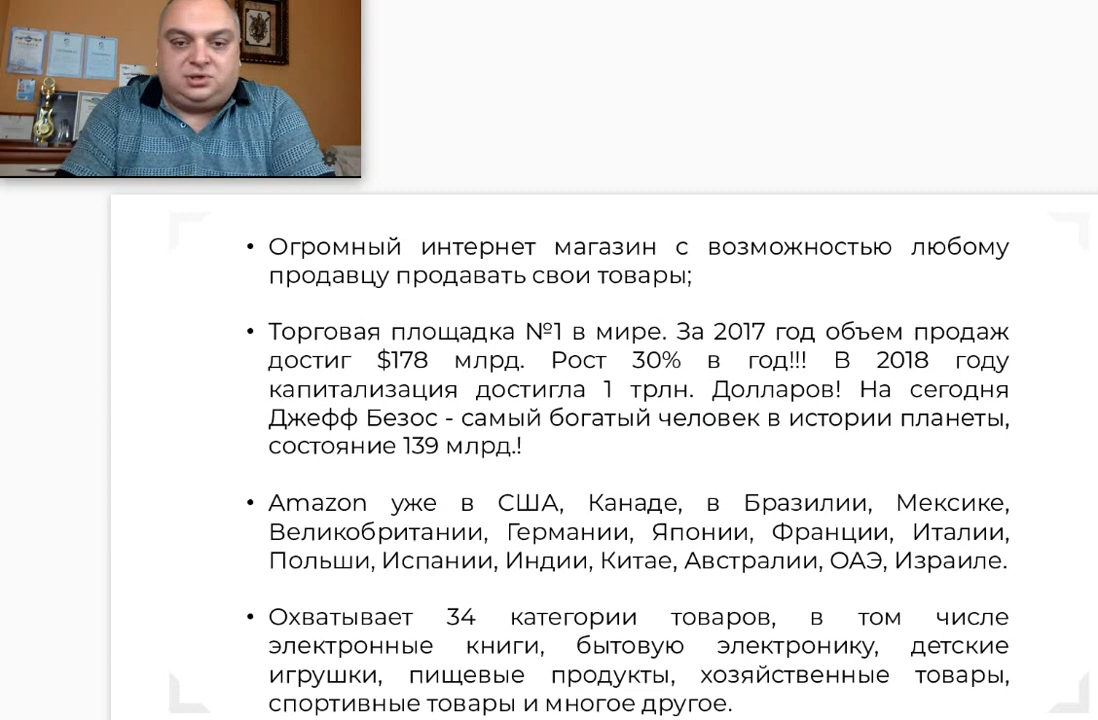 • Огромный интернет магазин с возможностью любому
продавцу продавать свои товары;
• Торговая площадка №1 в мире. За 2017 год объем продаж
достиг $178 млрд. Рост 30% в год!!! В 2018 году
капитализация достигла 1 трлн. Долларов! На сегодня
Джефф Безос - самый богатый человек в истории планеты,
состояние 139 млрд.!
• Amazon уже в США, Канаде, в Бразилии, Мексике,
Великобритании, Германии, Японии, Франции, Италии,
Польши, Испании, Индии, Китае, Австралии, ОАЭ, Израиле.
• Охватывает 34 категории товаров, в том числе
электронные книги, бытовую электронику, детские
игрушки, пищевые продукты, хозяйственные товары,
спортивные товары и многое другое.